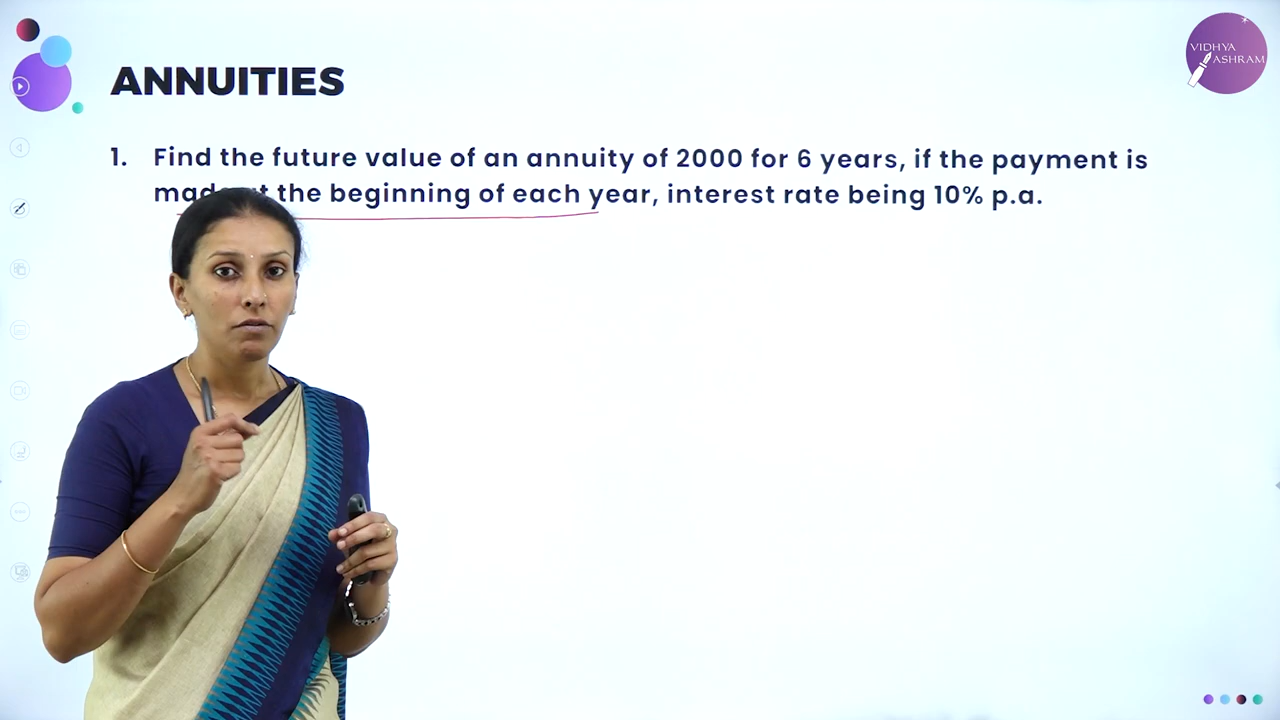 ANNUITIES
1. Find the future value of an annuity of 2000 for 6 years, if the payment is
made at the beginning of each year, interest rate being 10% p.a.
VIDHYA
ASHRAM